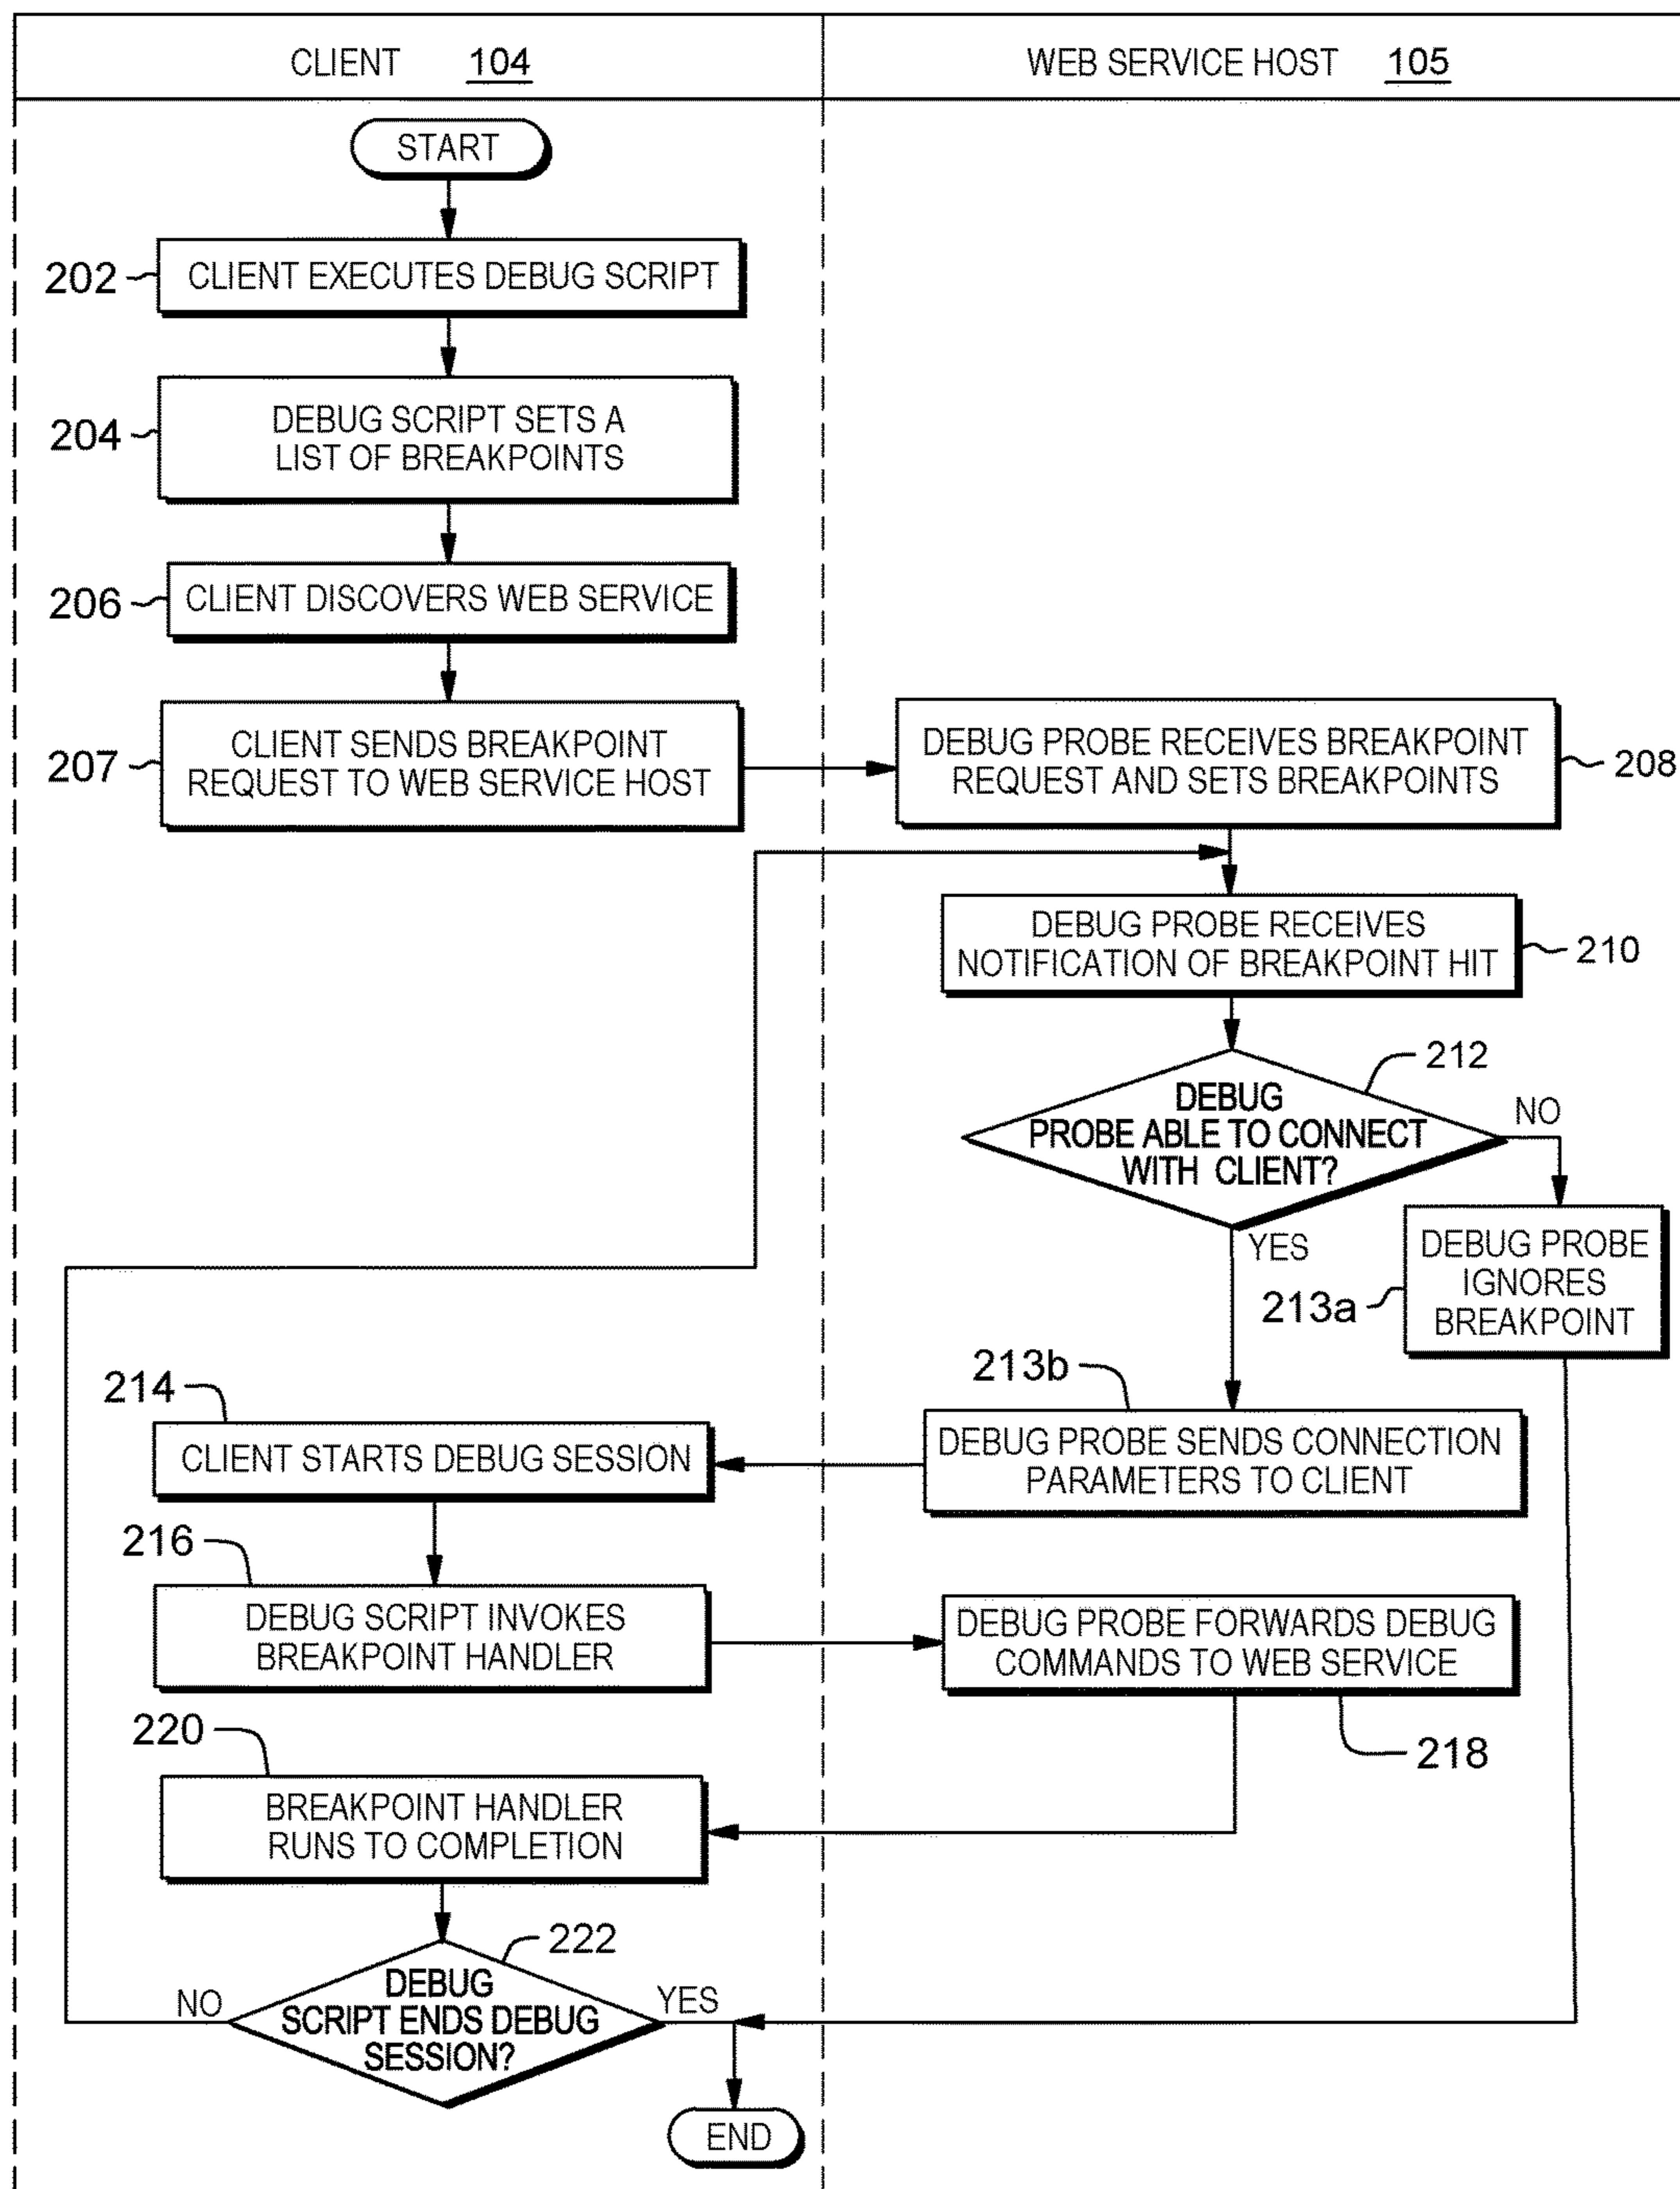 CLIENT 104
WEB SERVICE HOST 105
START
202
CLIENT EXECUTES DEBUG SCRIPT
204
DEBUG SCRIPT SETS A
LIST OF BREAKPOINTS
206
CLIENT DISCOVERS WEB SERVICE
207
CLIENT SENDS BREAKPOINT
REQUEST TO WEB SERVICE HOST
DEBUG PROBE RECEIVES BREAKPOINT
REQUEST AND SETS BREAKPOINTS
208
DEBUG PROBE RECEIVES
NOTIFICATION OF BREAKPOINT HIT
210
212
DEBUG
PROBE ABLE TO CONNECT
WITH CLIENT?
NO
YES
213a
DEBUG PROBE
IGNORES
BREAKPOINT
213b
DEBUG PROBE SENDS CONNECTION
PARAMETERS TO CLIENT
214
CLIENT STARTS DEBUG SESSION
216
DEBUG SCRIPT INVOKES
BREAKPOINT HANDLER
DEBUG PROBE FORWARDS DEBUG
COMMANDS TO WEB SERVICE
218
220
BREAKPOINT HANDLER
RUNS TO COMPLETION
222
DEBUG
SCRIPT ENDS DEBUG
SESSION?
NO
YES
END